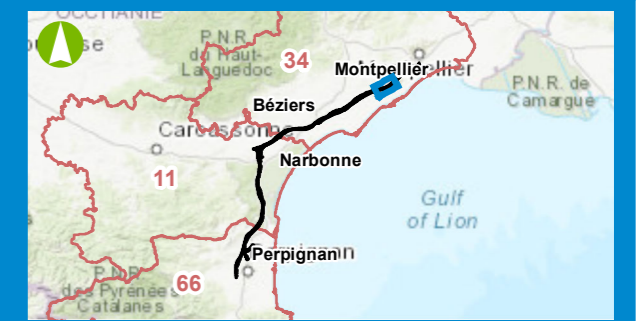 OCCITANIE
P.N.R.
du Haut-
Languedoc
34
Montpellier
P.N.R. de
Camargue
Béziers
Carcassonne
Narbonne
11
Gulf
of Lion
Perpignan
P.N.R.
des Pyrénées
Catalanes
66